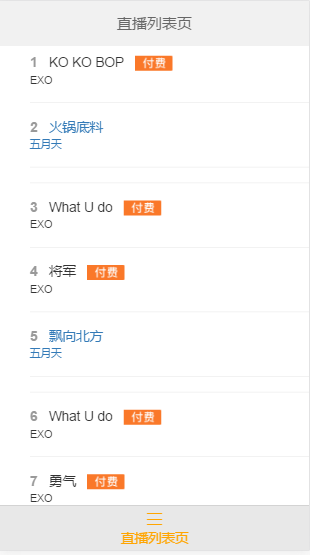 直播列表页
1 KO KO BOP 付费
EXO
2 火锅底料
五月天
3 What U do 付费
EXO
4 将军 付费
EXO
5 飘向北方
五月天
6 What U do 付费
EXO
7 勇气 付费
EXO
直播列表页